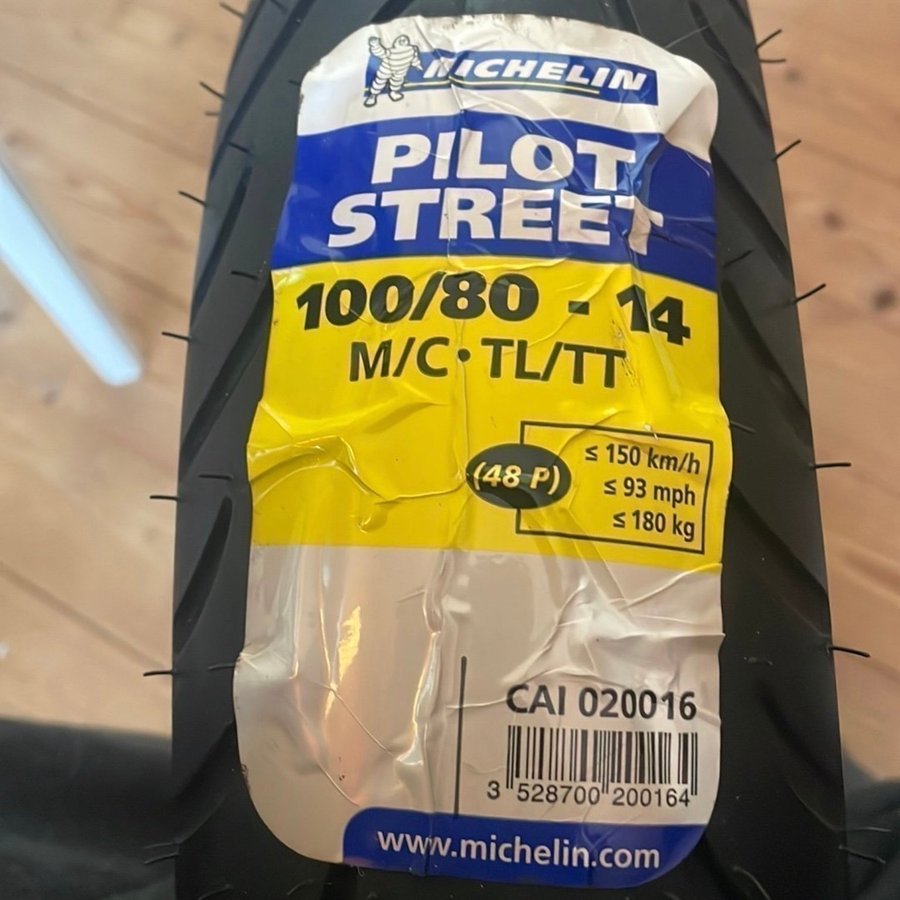 MICHELIN
PILOT
STREET
100/80 - 14
M/C • TL/TT
(48 P)
≤ 150 km/h
≤ 93 mph
≤ 180 kg
CAI 020016
3 528700 200164
www.michelin.com